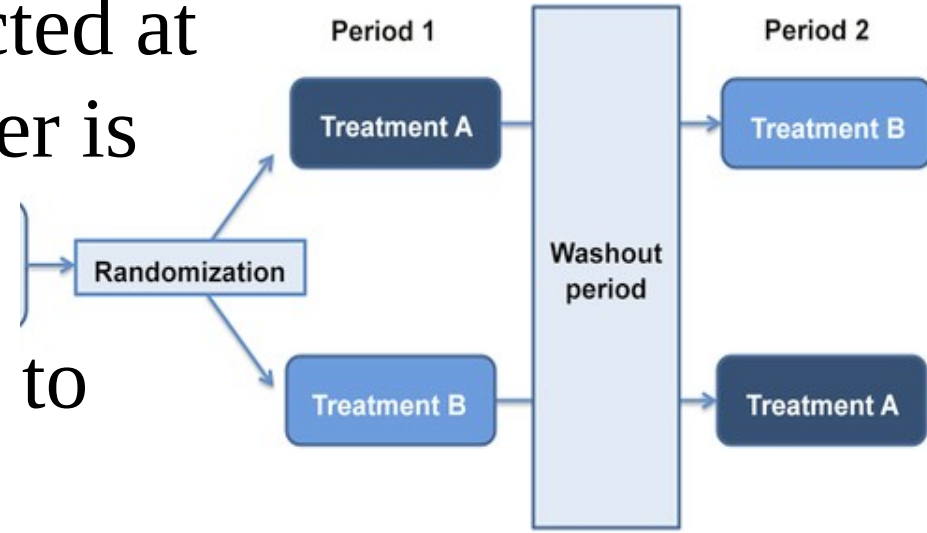 cted at
er is
to
Period 1
Period 2
Treatment A
Treatment B
Randomization
Washout
period
Treatment B
Treatment A